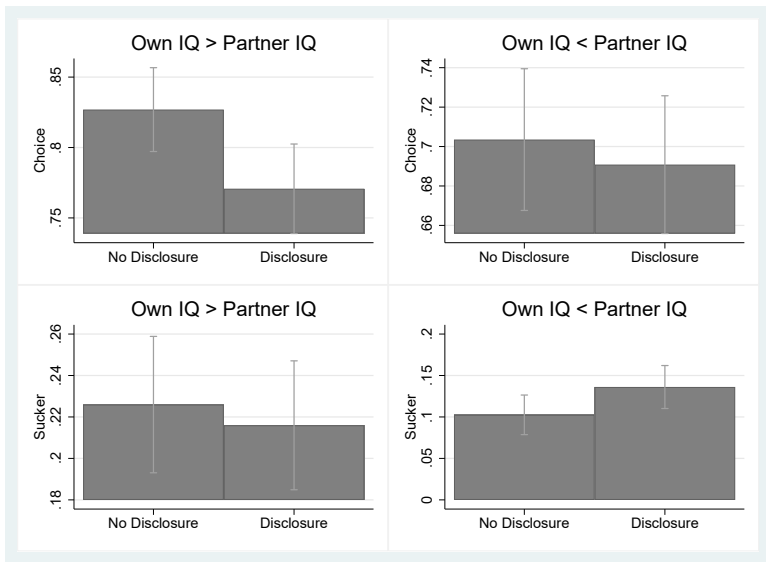 Own IQ > Partner IQ
Choice
.85
.8
.75
No Disclosure Disclosure
Own IQ < Partner IQ
Choice
.74
.72
.7
.68
.66
No Disclosure Disclosure
Own IQ > Partner IQ
Sucker
.26
.24
.22
.2
.18
No Disclosure Disclosure
Own IQ < Partner IQ
Sucker
.2
.15
.1
.05
0
No Disclosure Disclosure